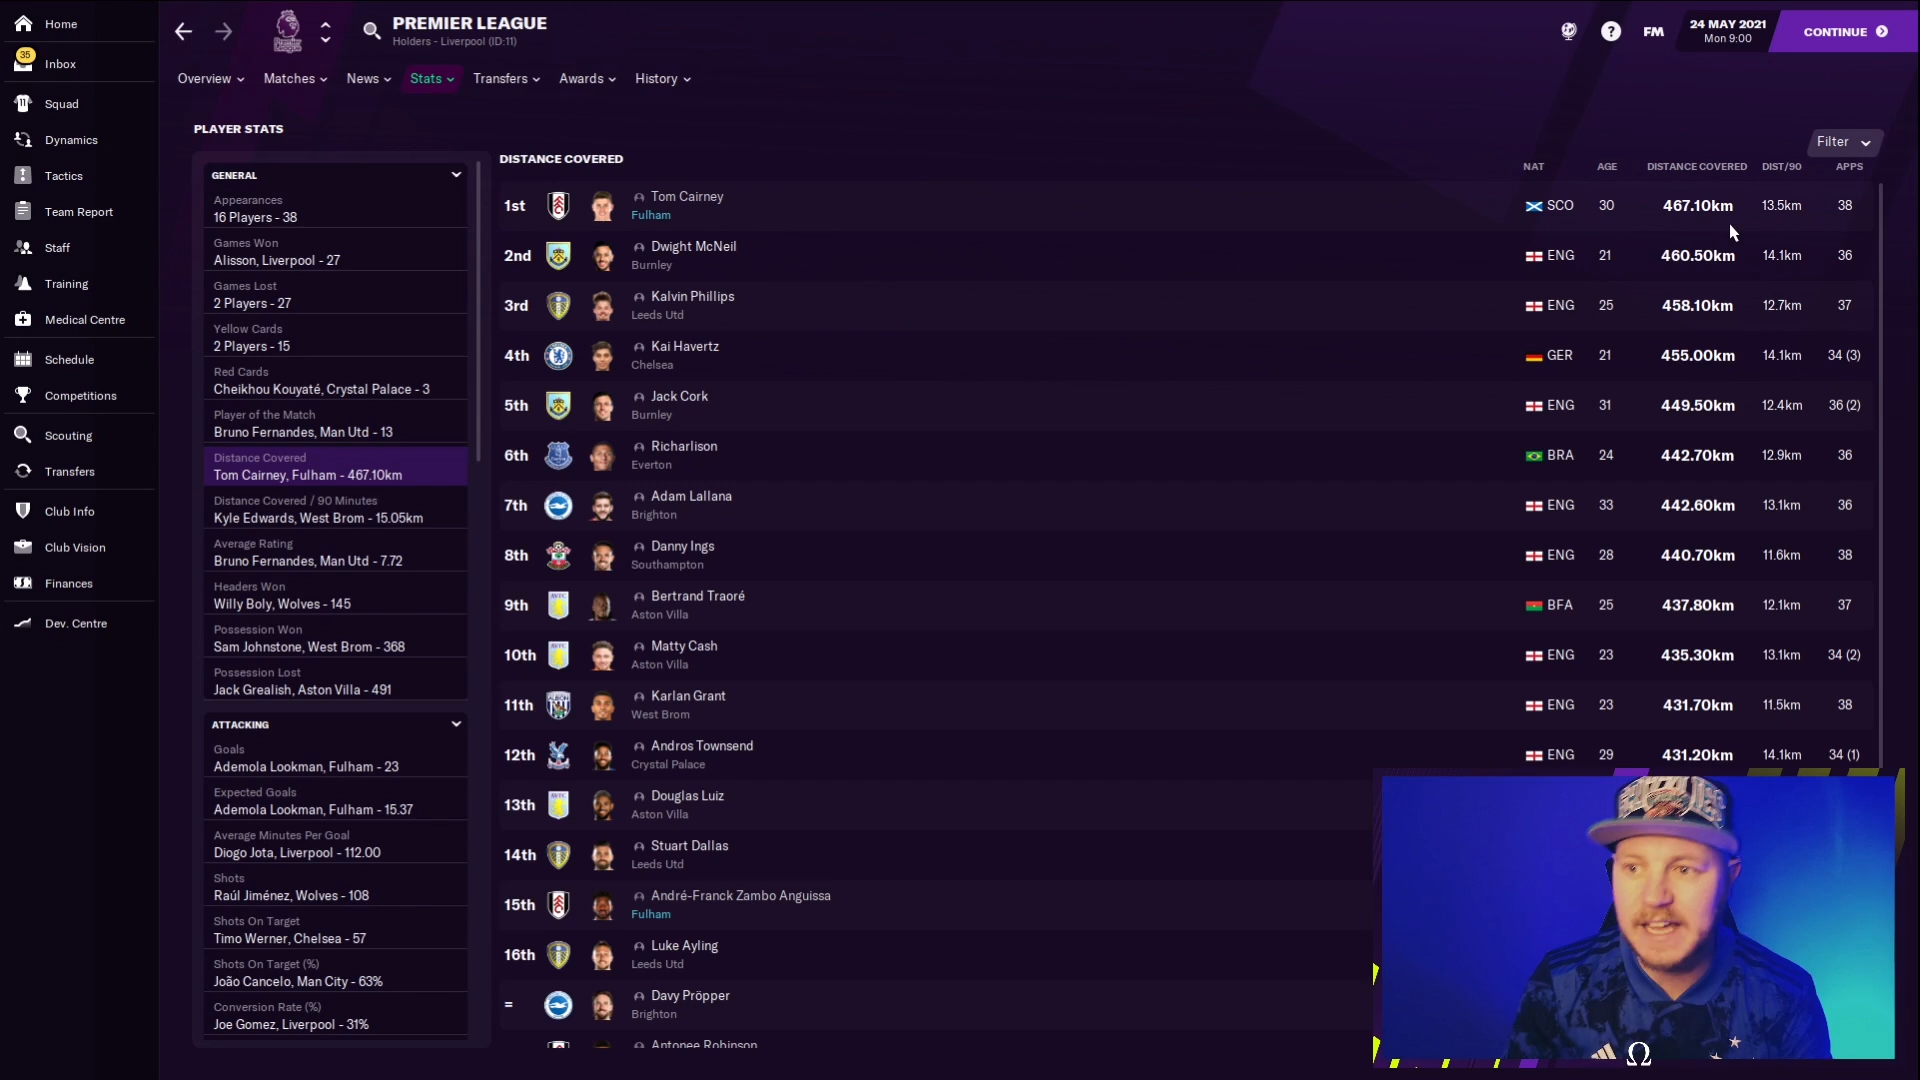 Home
35
Inbox
Squad
Dynamics
Tactics
Team Report
Staff
Training
Medical Centre
Schedule
Competitions
Scouting
Transfers
Club Info
Club Vision
Finances
Dev. Centre
PREMIER LEAGUE
Holders - Liverpool (ID:11)
FM
24 MAY 2021
Mon 9:00
CONTINUE
Overview Matches News Stats Transfers Awards History
PLAYER STATS
Filter
GENERAL
Appearances
16 Players - 38
Games Won
Alisson, Liverpool - 27
Games Lost
2 Players - 27
Yellow Cards
2 Players - 15
Red Cards
Cheikhou Kouyaté, Crystal Palace - 3
Player of the Match
Bruno Fernandes, Man Utd - 13
Distance Covered
Tom Cairney, Fulham - 467.10km
Distance Covered / 90 Minutes
Kyle Edwards, West Brom - 15.05km
Average Rating
Bruno Fernandes, Man Utd - 7.72
Headers Won
Willy Boly, Wolves - 145
Possession Won
Sam Johnstone, West Brom - 368
Possession Lost
Jack Grealish, Aston Villa - 491
ATTACKING
Goals
Ademola Lookman, Fulham - 23
Expected Goals
Ademola Lookman, Fulham - 15.37
Average Minutes Per Goal
Diogo Jota, Liverpool - 112.00
Shots
Raúl Jiménez, Wolves - 108
Shots On Target
Timo Werner, Chelsea - 57
Shots On Target (%)
João Cancelo, Man City - 63%
Conversion Rate (%)
Joe Gomez, Liverpool - 31%
DISTANCE COVERED
NAT AGE DISTANCE COVERED DIST/90 APPS
1st Tom Cairney SCO 30 467.10km 13.5km 38
Fulham
2nd Dwight McNeil ENG 21 460.50km 14.1km 36
Burnley
3rd Kalvin Phillips ENG 25 458.10km 12.7km 37
Leeds Utd
4th Kai Havertz GER 21 455.00km 14.1km 34 (3)
Chelsea
5th Jack Cork ENG 31 449.50km 12.4km 36 (2)
Burnley
6th Richarlison BRA 24 442.70km 12.9km 36
Everton
7th Adam Lallana ENG 33 442.60km 13.1km 36
Brighton
8th Danny Ings ENG 28 440.70km 11.6km 38
Southampton
9th Bertrand Traoré BFA 25 437.80km 12.1km 37
Aston Villa
10th Matty Cash ENG 23 435.30km 13.1km 34 (2)
Aston Villa
11th Karlan Grant ENG 23 431.70km 11.5km 38
West Brom
12th Andros Townsend ENG 29 431.20km 14.1km 34 (1)
Crystal Palace
13th Douglas Luiz
Aston Villa
14th Stuart Dallas
Leeds Utd
15th André-Franck Zambo Anguissa
Fulham
16th Luke Ayling
Leeds Utd
= Davy Pröpper
Brighton
Antonee Robinson
Ω